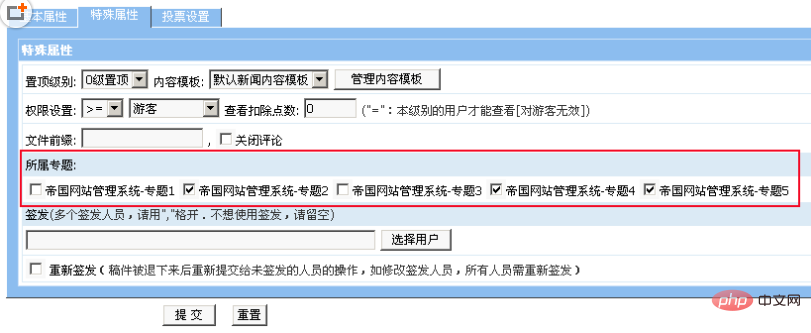 本属性 特殊属性 投票设置
特殊属性
置顶级别: 0级置顶 内容模板: 默认新闻内容模板 管理内容模板
权限设置: >= 游客 查看扣除点数: 0 ("="：本级别的用户才能查看[对游客无效])
文件前缀: , 关闭评论
所属专题:
帝国网站管理系统-专题1 帝国网站管理系统-专题2 帝国网站管理系统-专题3 帝国网站管理系统-专题4 帝国网站管理系统-专题5
签发(多个签发人员，请用","格开．不想使用签发，请留空)
选择用户
重新签发 ( 稿件被退下来后重新提交给未签发的人员的操作，如修改签发人员，所有人员需重新签发 )
提交 重置
php 中文网